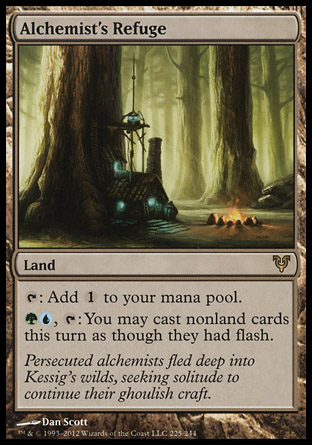 Alchemist's Refuge
Land
: Add 1 to your mana pool.
, : You may cast nonland cards
this turn as though they had flash.
Persecuted alchemists fled deep into
Kessig's wilds, seeking solitude to
continue their ghoulish craft.
Dan Scott
™ & © 1993–2012 Wizards of the Coast LLC 225/244